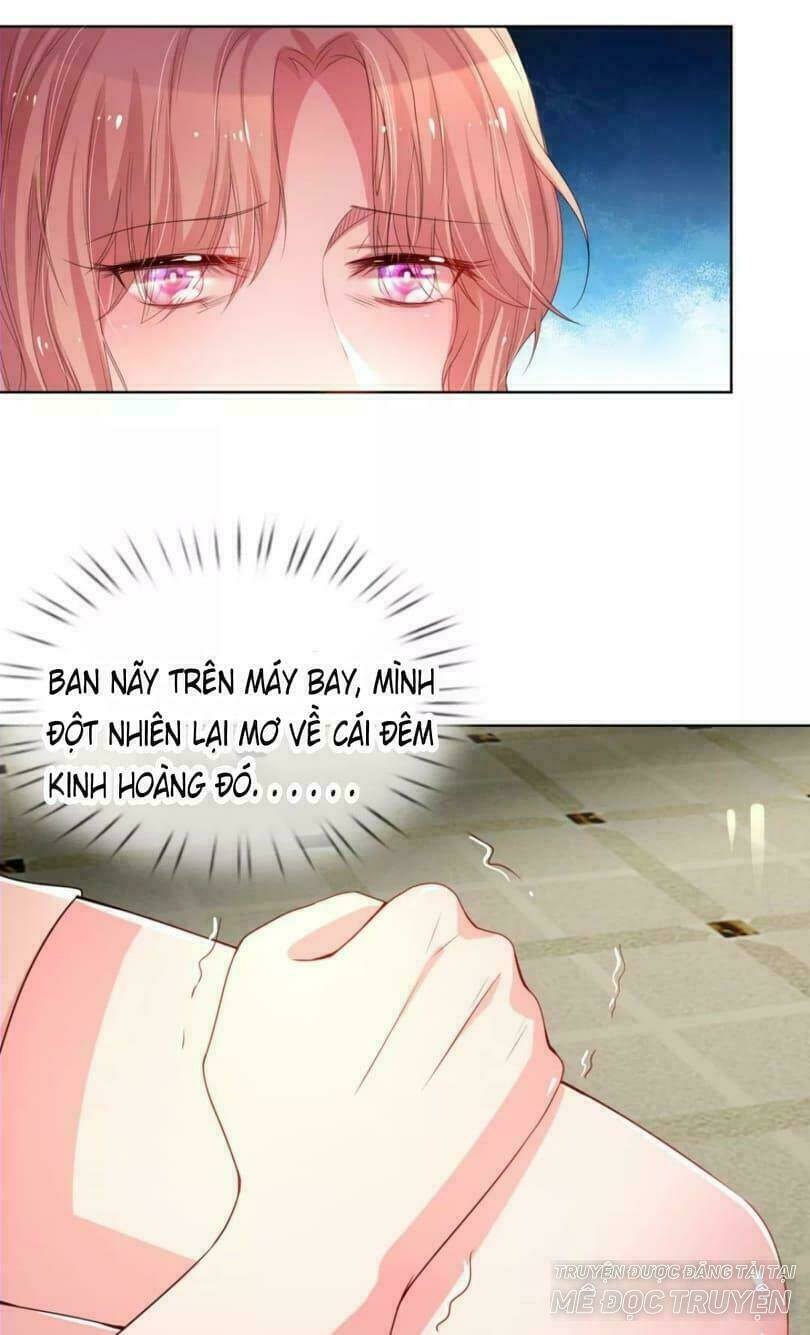 BAN NÃY TRÊN MÁY BAY, MÌNH
ĐỘT NHIÊN LẠI MƠ VỀ CÁI ĐÊM
KINH HOÀNG ĐÓ. . . . . .
TRUYỆN ĐƯỢC ĐĂNG TẢI TẠI
MÊ ĐỌC TRUYỆN